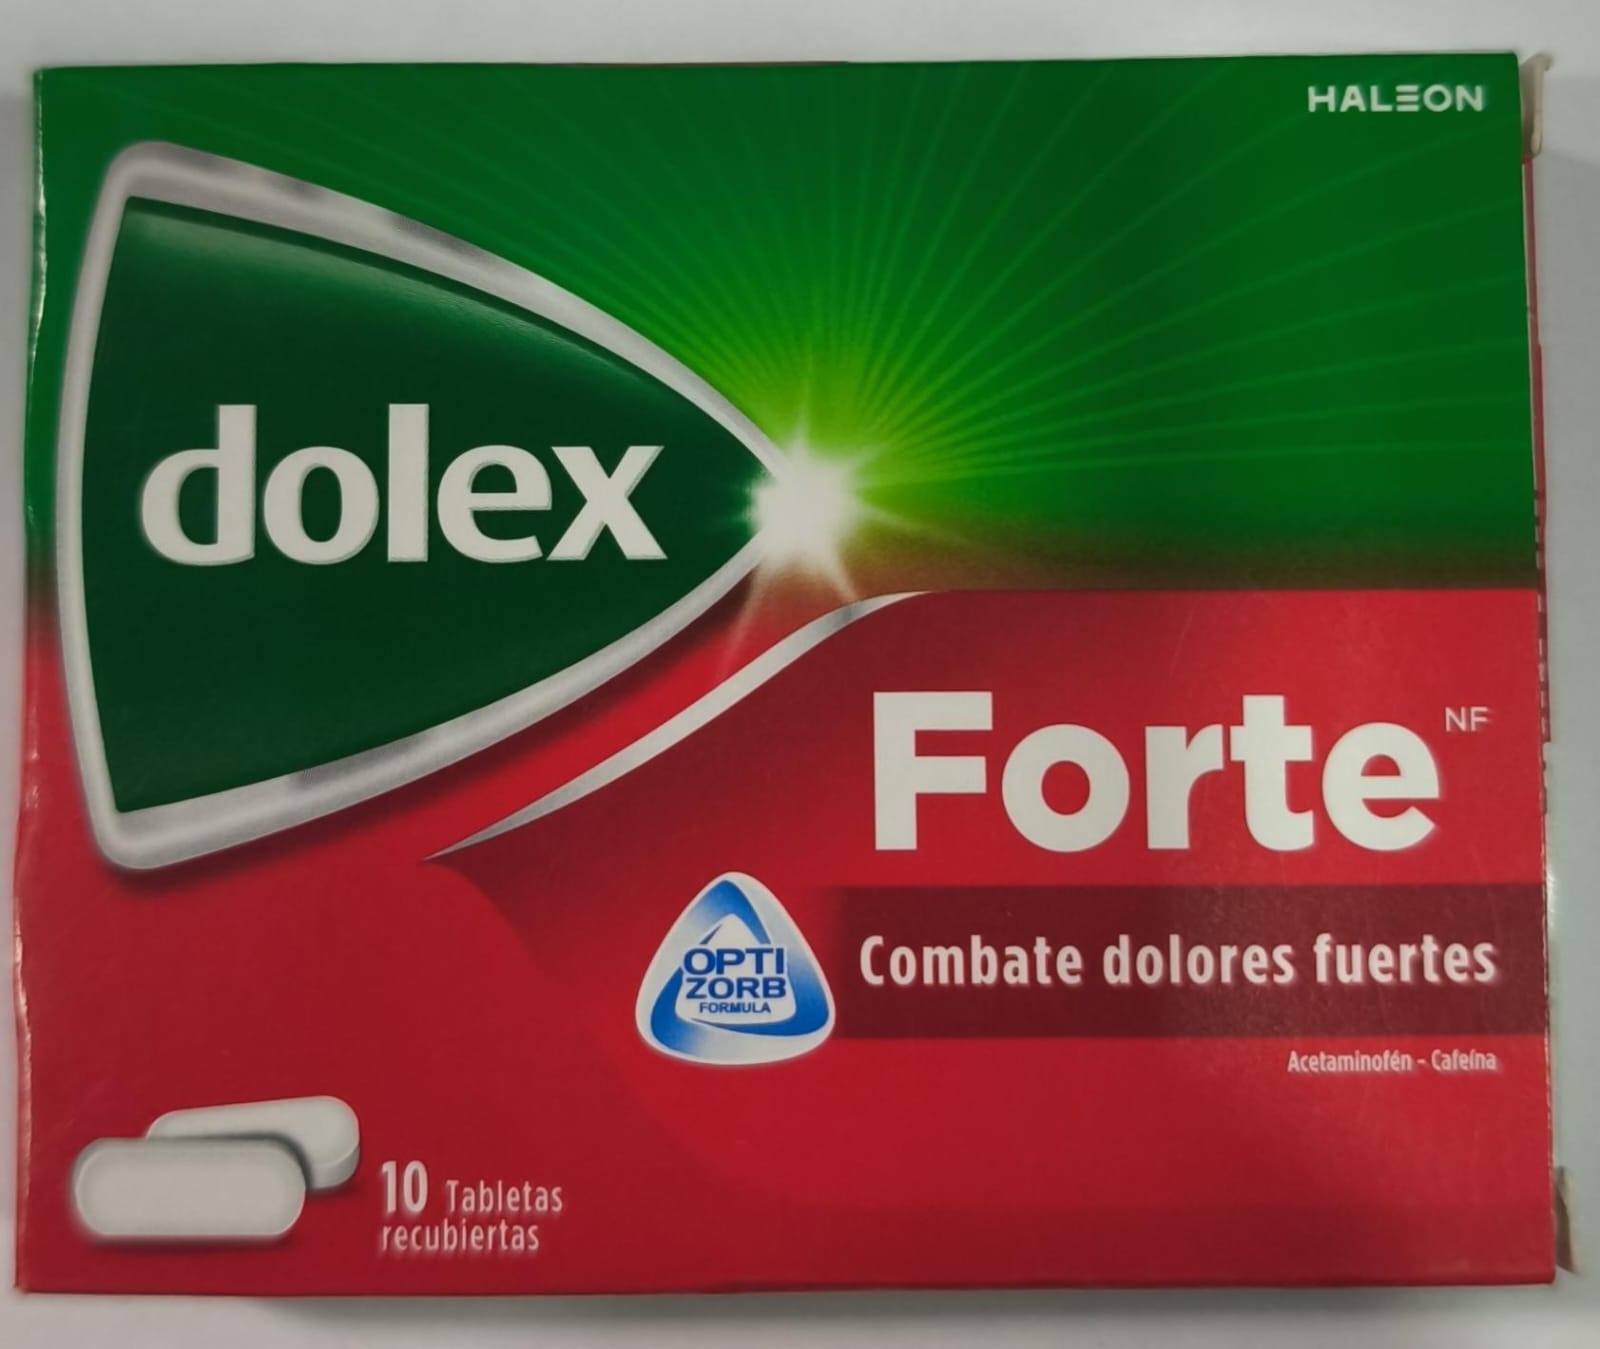 HALEON
dolex
Forte NF
OPTI
ZORB
FORMULA
Combate dolores fuertes
Acetaminofén - Cafeína
10 Tabletas
recubiertas